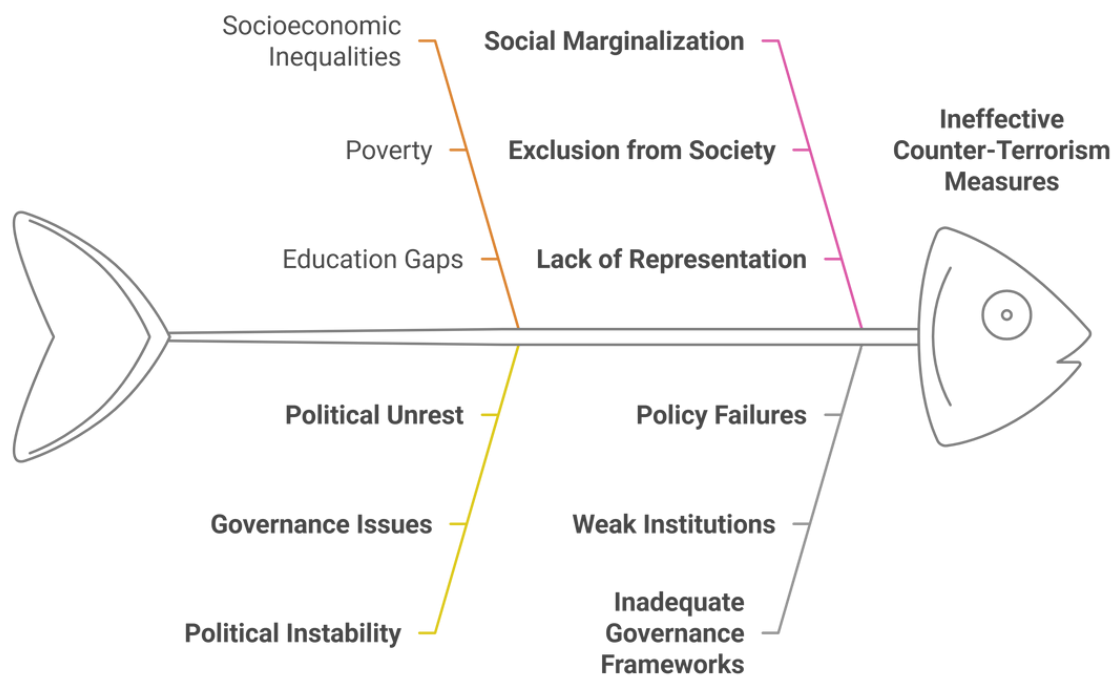 Socioeconomic
Inequalities
Poverty
Education Gaps
Social Marginalization
Exclusion from Society
Lack of Representation
Ineffective
Counter-Terrorism
Measures
Political Unrest
Governance Issues
Political Instability
Policy Failures
Weak Institutions
Inadequate
Governance
Frameworks